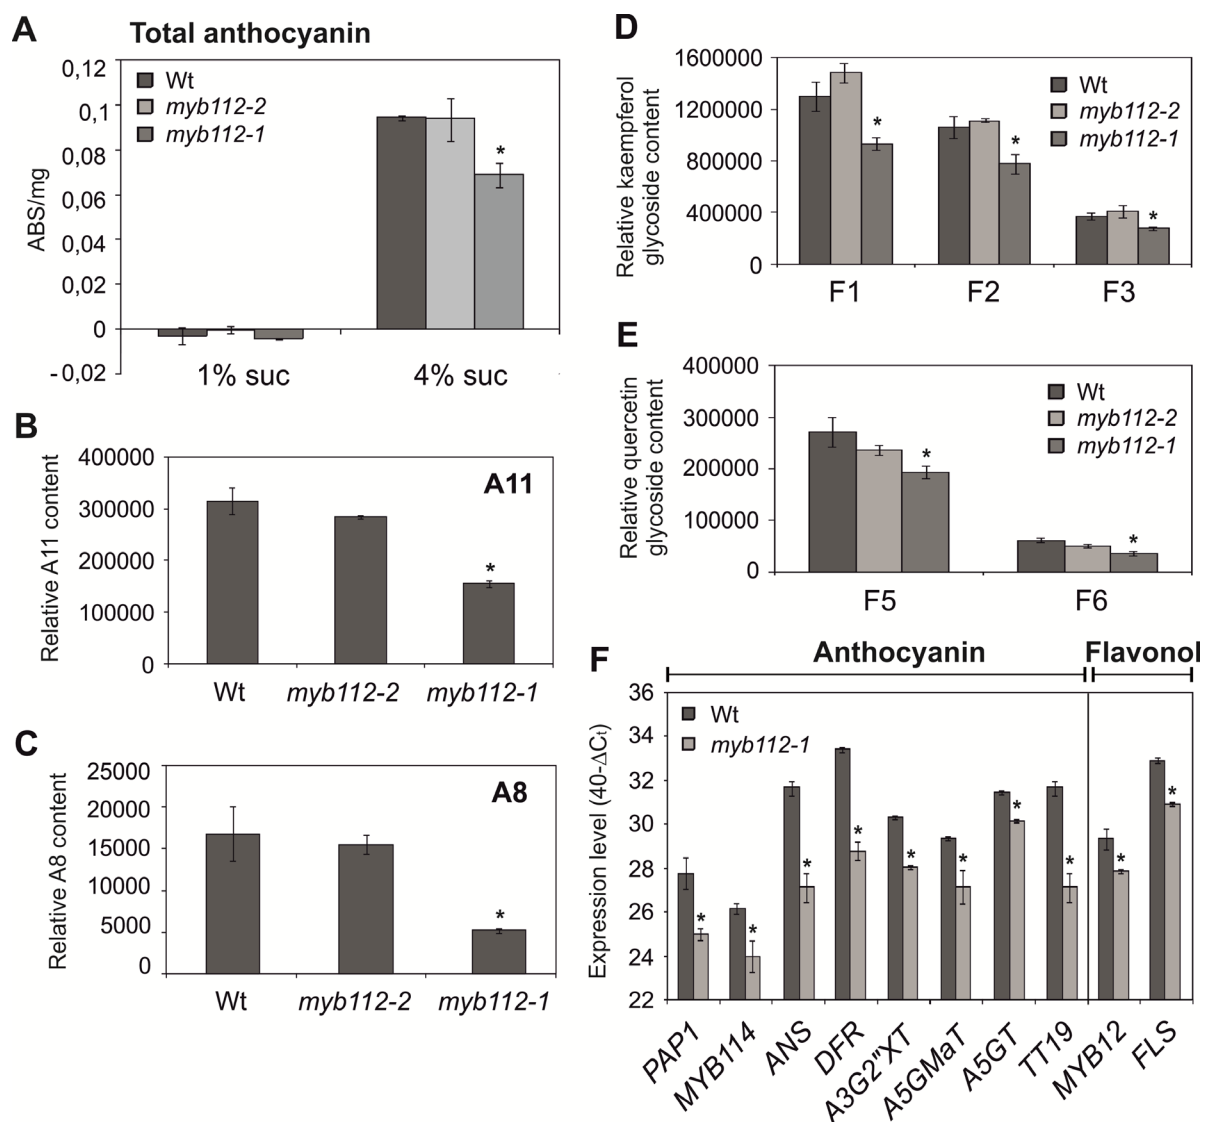 A
Total anthocyanin
0,12
0,1
0,08
0,06
0,04
0,02
0
-0,02
ABS/mg
Wt
myb112-2
myb112-1
*
1% suc
4% suc
B
400000
300000
200000
100000
0
Relative A11 content
A11
*
Wt
myb112-2
myb112-1
C
25000
20000
15000
10000
5000
0
Relative A8 content
A8
*
Wt
myb112-2
myb112-1
D
1600000
1200000
800000
400000
0
Relative kaempferol
glycoside content
Wt
myb112-2
myb112-1
*
*
*
F1
F2
F3
E
400000
300000
200000
100000
0
Relative quercetin
glycoside content
Wt
myb112-2
myb112-1
*
*
F5
F6
F
Anthocyanin
Flavonol
36
34
32
30
28
26
24
22
Expression level (40-ΔCt)
Wt
myb112-1
*
*
*
*
*
*
*
*
*
*
PAP1
MYB114
ANS
DFR
A3G2"XT
A5GMaT
A5GT
TT19
MYB12
FLS